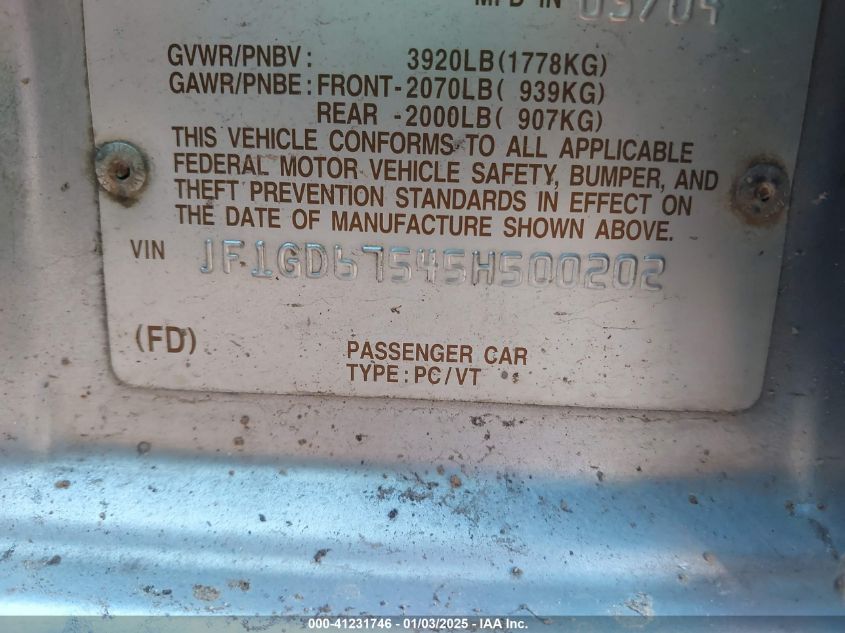 MFD IN
GVWR/PNBV: 3920LB(1778KG)
GAWR/PNBE: FRONT-2070LB( 939KG)
REAR -2000LB( 907KG)
THIS VEHICLE CONFORMS TO ALL APPLICABLE
FEDERAL MOTOR VEHICLE SAFETY, BUMPER, AND
THEFT PREVENTION STANDARDS IN EFFECT ON
THE DATE OF MANUFACTURE SHOWN ABOVE.
VIN JF1GD67545H500202
(FD) PASSENGER CAR
TYPE: PC/VT
000-41231746 — 01/03/2025 — IAA Inc.